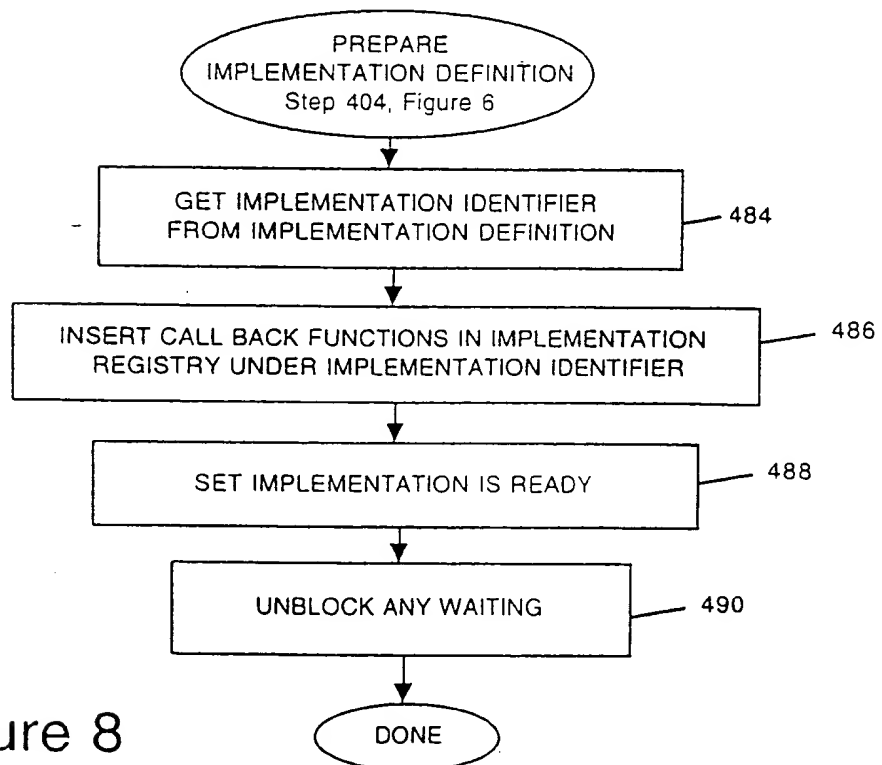 PREPARE
IMPLEMENTATION DEFINITION
Step 404, Figure 6
GET IMPLEMENTATION IDENTIFIER
FROM IMPLEMENTATION DEFINITION
484
INSERT CALL BACK FUNCTIONS IN IMPLEMENTATION
REGISTRY UNDER IMPLEMENTATION IDENTIFIER
486
SET IMPLEMENTATION IS READY
488
UNBLOCK ANY WAITING
490
DONE
ure 8